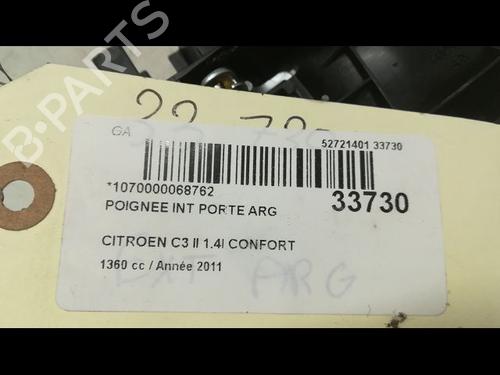 GA
52721401 33730
*1070000068762
33730
POIGNEE INT PORTE ARG
CITROEN C3 II 1.4I CONFORT
1360 cc / Année 2011
ARG
B-PARTS